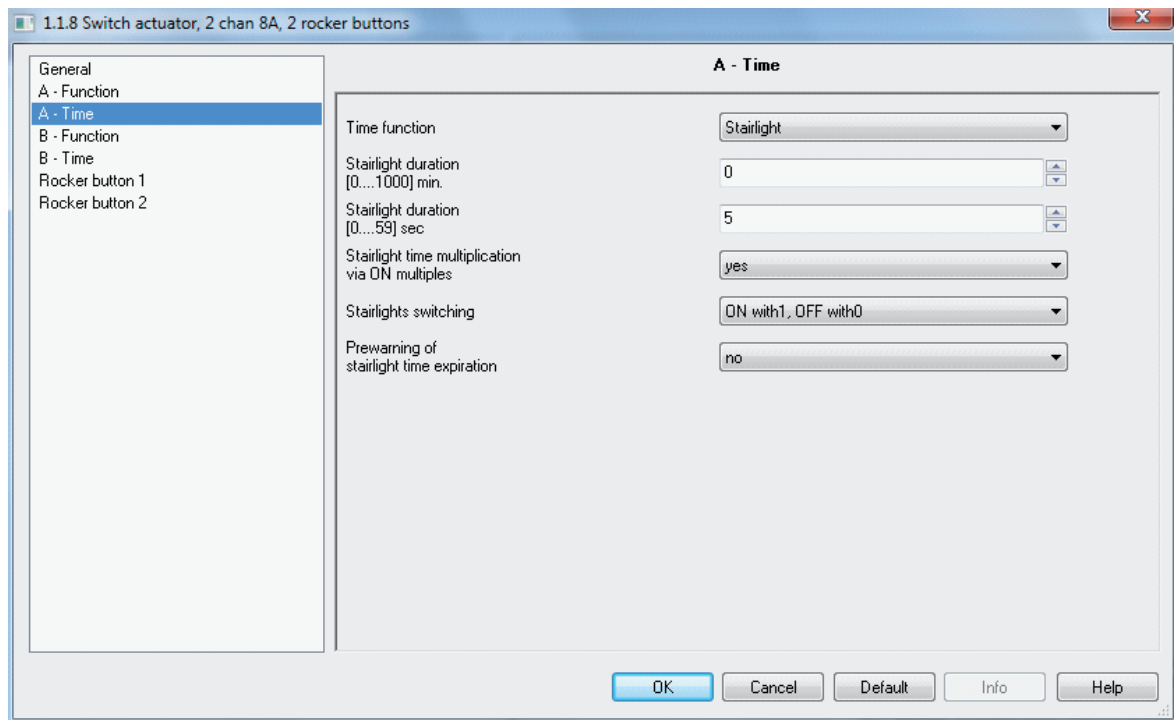 1.1.8 Switch actuator, 2 chan 8A, 2 rocker buttons
General
A - Function
A - Time
B - Function
B - Time
Rocker button 1
Rocker button 2
A - Time
Time function
Stairlight
Stairlight duration
[0....1000] min.
0
Stairlight duration
[0....59] sec
5
Stairlight time multiplication
via ON multiples
yes
Stairlights switching
ON with1, OFF with0
Prewarning of
stairlight time expiration
no
OK
Cancel
Default
Info
Help